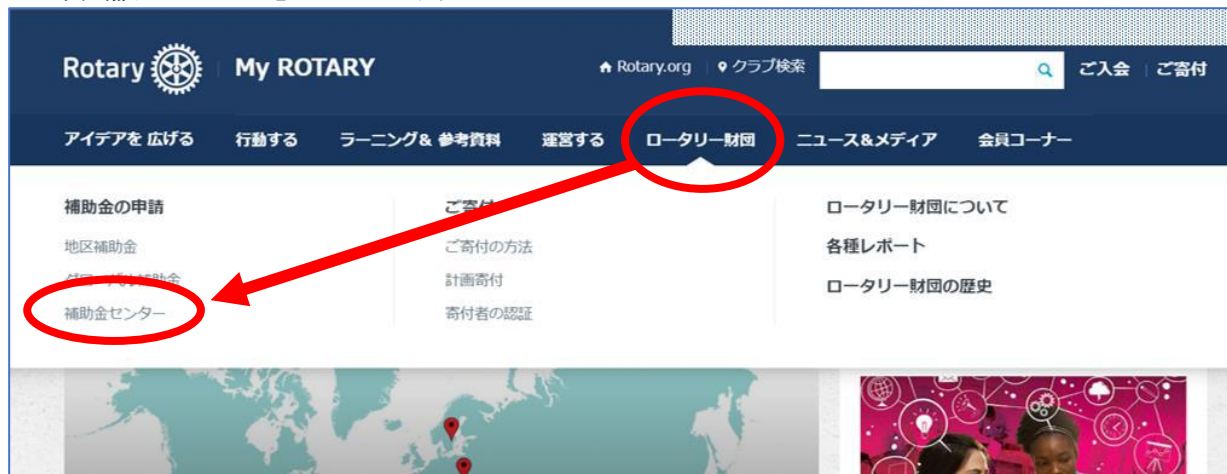 Rotary My ROTARY
Rotary.org クラブ検索 ご入会 ご寄付
アイデアを 広げる 行動する ラーニング& 参考資料 運営する ロータリー財団 ニュース&メディア 会員コーナー
補助金の申請
地区補助金
補助金センター
ご寄付の方法
計画寄付
寄付者の認証
ロータリー財団について
各種レポート
ロータリー財団の歴史